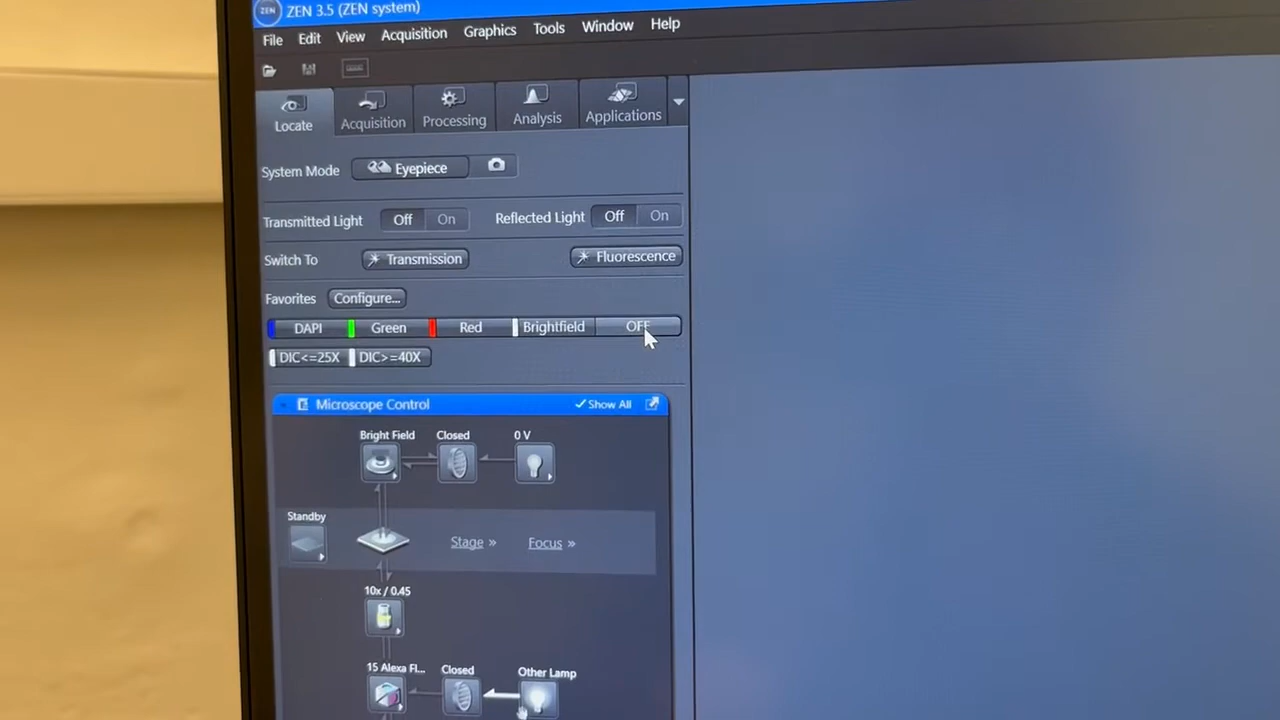 ZEN ZEN 3.5 (ZEN system)
File Edit View Acquisition Graphics Tools Window Help
Locate Acquisition Processing Analysis Applications
System Mode Eyepiece
Transmitted Light Off On Reflected Light Off On
Switch To Transmission Fluorescence
Favorites Configure...
DAPI Green Red Brightfield OFF
DIC<=25X DIC>=40X
Microscope Control Show All
Bright Field Closed 0 V
Standby
Stage » Focus »
10x / 0.45
15 Alexa Fl... Closed Other Lamp